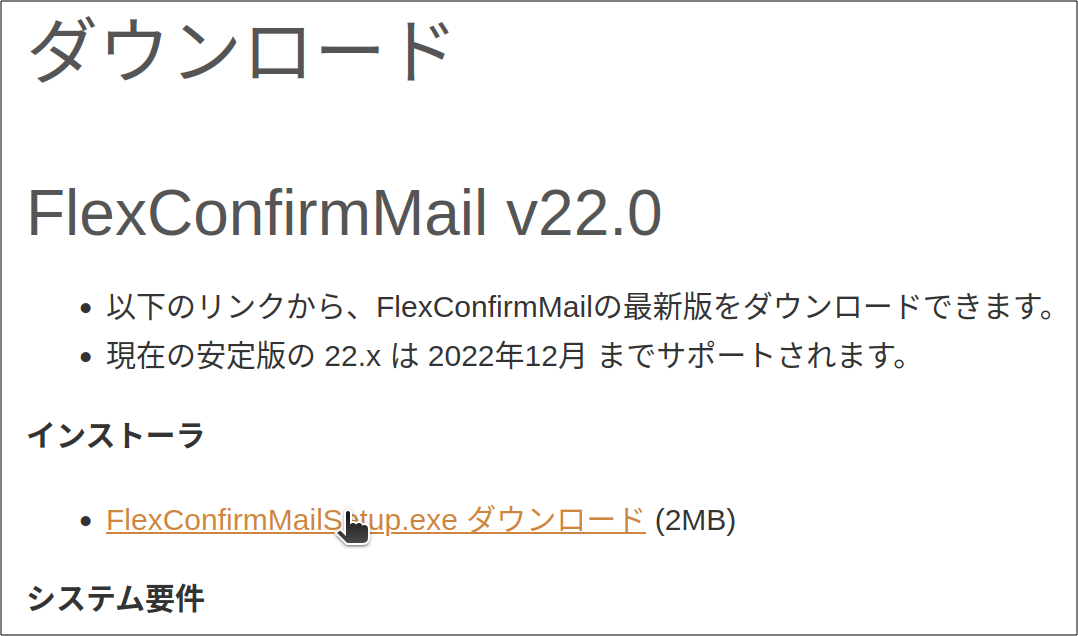 ダウンロード
FlexConfirmMail v22.0
以下のリンクから、FlexConfirmMailの最新版をダウンロードできます。
現在の安定版の 22.x は 2022年12月 までサポートされます。
インストーラ
FlexConfirmMailSetup.exe ダウンロード (2MB)
システム要件